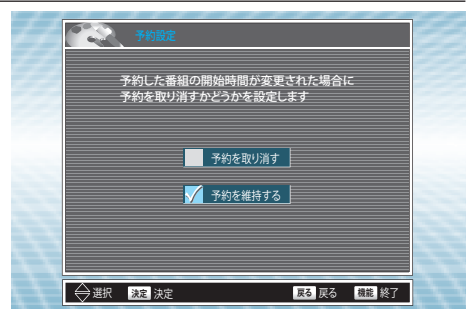 予約設定
予約した番組の開始時間が変更された場合に
予約を取り消すかどうかを設定します
予約を取り消す
予約を維持する
選択 決定 決定 戻る 戻る 機能 終了